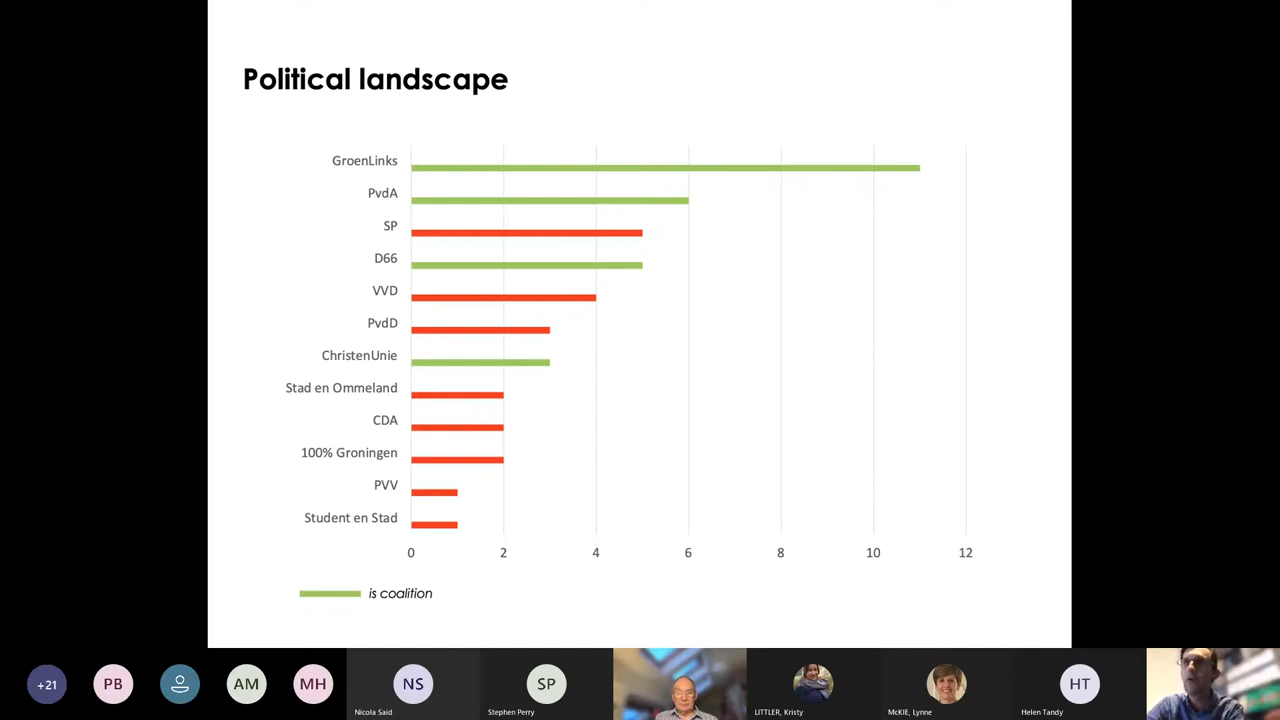 Political landscape
GroenLinks
PvdA
SP
D66
VVD
PvdD
ChristenUnie
Stad en Ommeland
CDA
100% Groningen
PVV
Student en Stad
0 2 4 6 8 10 12
is coalition
+21 PB AM MH NS SP HT
Nicola Said Stephen Perry LITTLER, Kristy McKIE, Lynne Helen Tandy